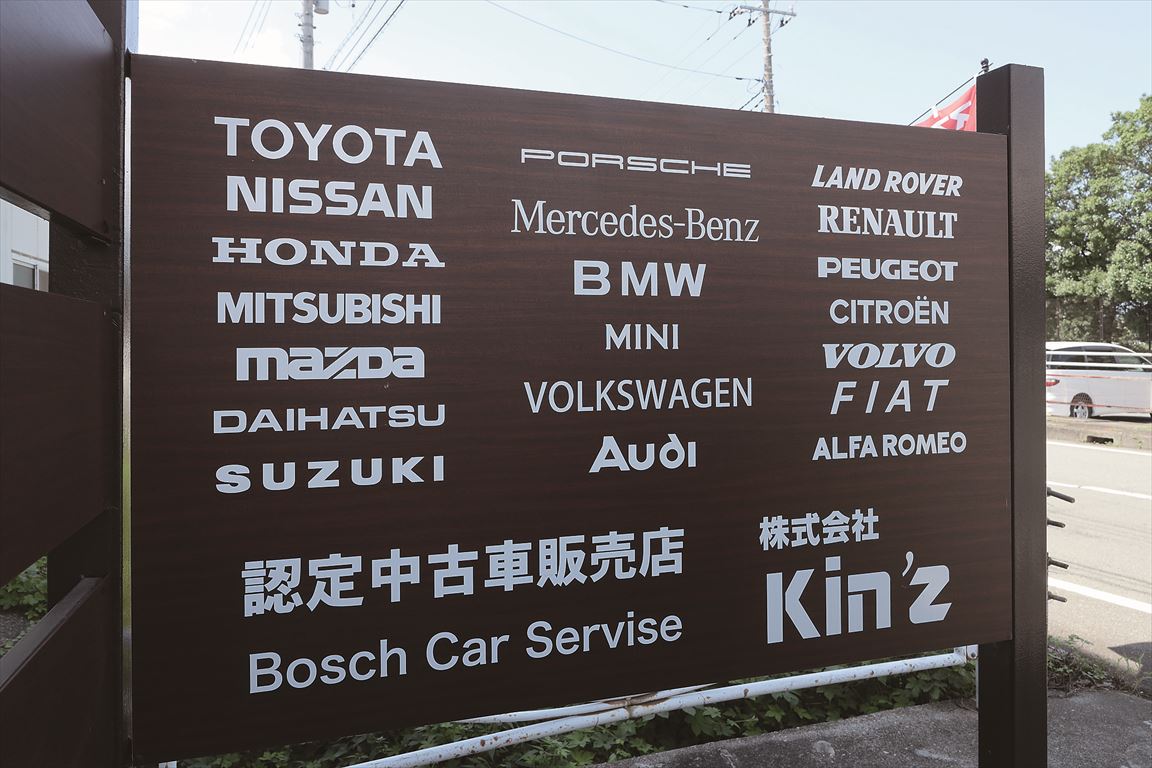 TOYOTA
NISSAN
HONDA
MITSUBISHI
mazda
DAIHATSU
SUZUKI
PORSCHE
Mercedes-Benz
BMW
MINI
VOLKSWAGEN
Audi
LAND ROVER
RENAULT
PEUGEOT
CITROËN
VOLVO
FIAT
ALFA ROMEO
認定中古車販売店
Bosch Car Servise
株式会社
Kin'z